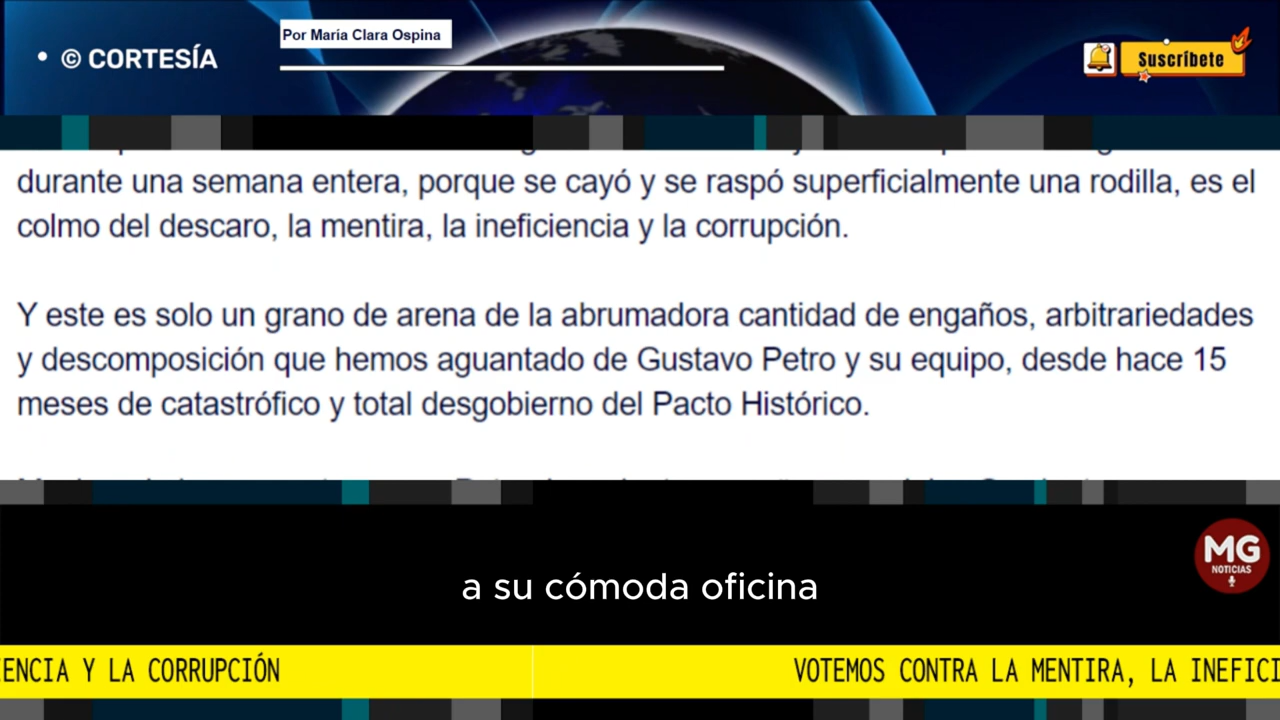 Por Maria Clara Ospina
• © CORTESÍA
Suscríbete
durante una semana entera, porque se cayó y se raspó superficialmente una rodilla, es el
colmo del descaro, la mentira, la ineficiencia y la corrupción.
Y este es solo un grano de arena de la abrumadora cantidad de engaños, arbitrariedades
y descomposición que hemos aguantado de Gustavo Petro y su equipo, desde hace 15
meses de catastrófico y total desgobierno del Pacto Histórico.
MG
NOTICIAS
a su cómoda oficina
ENCIA Y LA CORRUPCIÓN VOTEMOS CONTRA LA MENTIRA, LA INEFICI